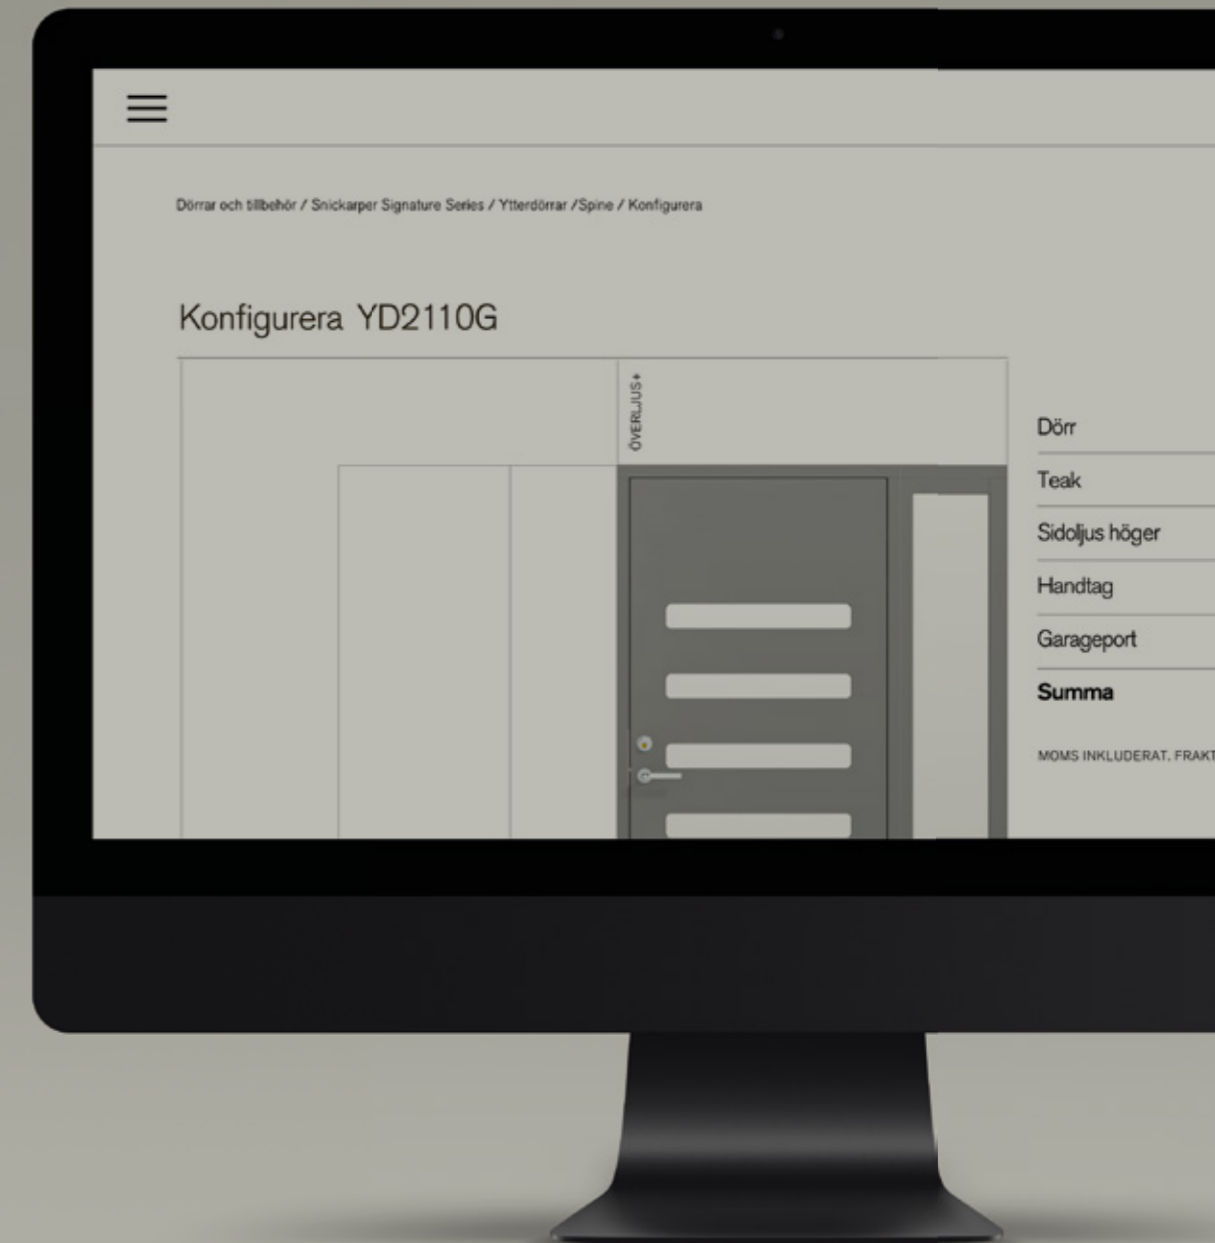 Dörrar och tillbehör / Snickarper Signature Series / Ytterdörrar /Spine / Konfigurera
Konfigurera YD2110G
ÖVERLJUS+
Dörr
Teak
Sidoljus höger
Handtag
Garageport
Summa
MOMS INKLUDERAT. FRAKT